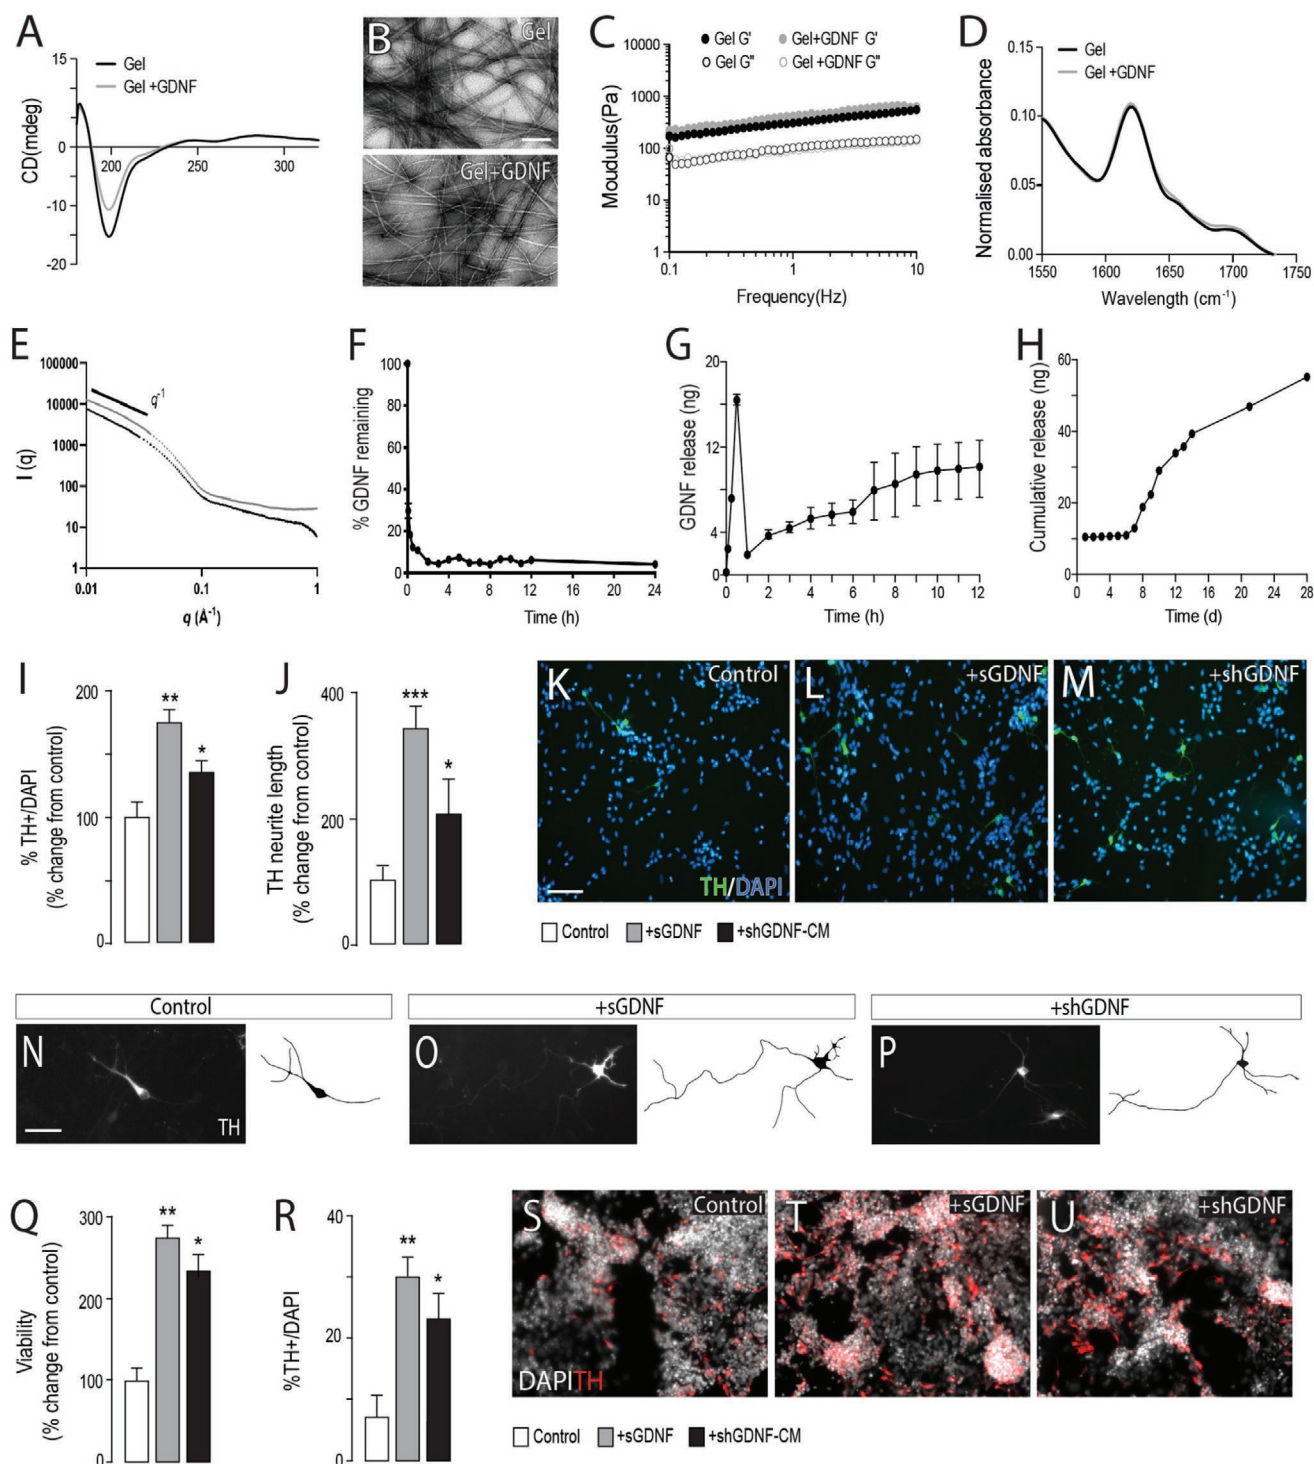 A
CD(mdeg)
15
0
-10
-20
200
250
300
Gel
Gel +GDNF
B
Gel
Gel+GDNF
C
Gel G'
Gel+GDNF G'
Gel G"
Gel +GDNF G"
Moudulus(Pa)
10000
1000
100
10
1
0.1
1
10
Frequency(Hz)
D
Gel
Gel +GDNF
Normalised absorbance
0.15
0.10
0.05
0.00
1550
1600
1650
1700
1750
Wavelength (cm-1)
E
I (q)
100000
10000
1000
100
10
1
q-1
0.01
0.1
1
q (Å-1)
F
% GDNF remaining
100
80
60
40
20
0
0
4
8
12
16
20
24
Time (h)
G
GDNF release (ng)
20
12
4
0
0
2
4
6
8
10
12
Time (h)
H
Cumulative release (ng)
60
40
20
0
0
4
8
12
16
20
24
28
Time (d)
I
% TH+/DAPI
(% change from control)
200
100
0
**
*
J
TH neurite length
(% change from control)
400
200
0
***
*
K
Control
TH/DAPI
L
+sGDNF
M
+shGDNF
Control
+sGDNF
+shGDNF-CM
Control
+sGDNF
+shGDNF
N
TH
O
P
Q
Viability
(% change from control)
300
200
100
0
**
*
R
%TH+/DAPI
40
20
0
**
*
S
Control
DAPITH
T
+sGDNF
U
+shGDNF
Control
+sGDNF
+shGDNF-CM